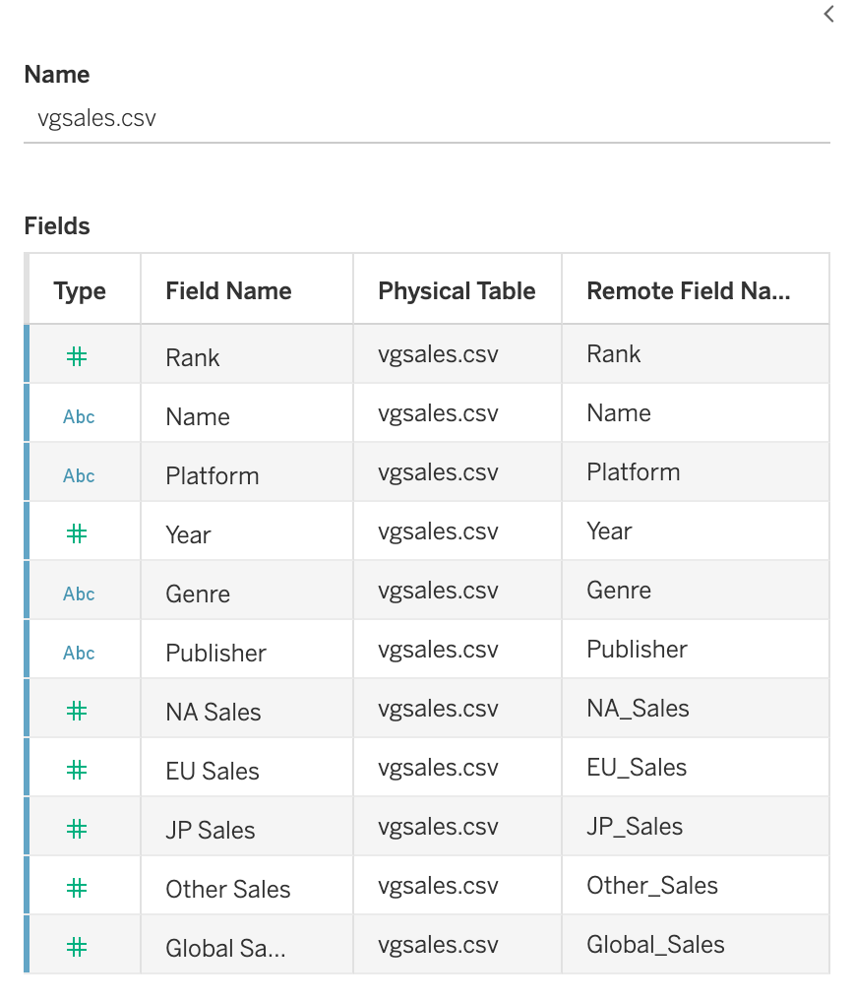 Name
vgsales.csv
Fields
Type Field Name Physical Table Remote Field Na...
# Rank vgsales.csv Rank
Abc Name vgsales.csv Name
Abc Platform vgsales.csv Platform
# Year vgsales.csv Year
Abc Genre vgsales.csv Genre
Abc Publisher vgsales.csv Publisher
# NA Sales vgsales.csv NA_Sales
# EU Sales vgsales.csv EU_Sales
# JP Sales vgsales.csv JP_Sales
# Other Sales vgsales.csv Other_Sales
# Global Sa... vgsales.csv Global_Sales